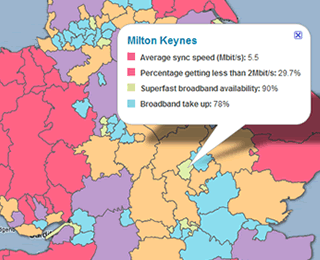 Milton Keynes
Average sync speed (Mbit/s): 5.5
Percentage getting less than 2Mbit/s: 29.7%
Superfast broadband availability: 90%
Broadband take up: 78%